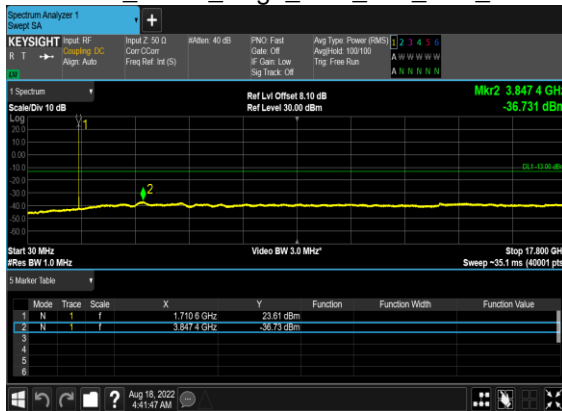 Spectrum Analyzer 1
Swept SA
+
KEYSIGHT Input: RF Input Z: 50 Ω #Atten: 40 dB PNO: Fast Avg Type: Power (RMS) 1 2 3 4 5 6
R T Coupling: DC Corr CCorr Gate: Off Avg|Hold: 100/100 A W W W W W
Align: Auto Freq Ref: Int (S) IF Gain: Low Trig: Free Run
Sig Track: Off A N N N N N
1 Spectrum Ref Lvl Offset 8.10 dB Mkr2 3.847 4 GHz
Scale/Div 10 dB Ref Level 30.00 dBm -36.731 dBm
Log
20.0
10.0
0.00
-10.0
DL1 -13.00 dB
-20.0
-30.0
-40.0
-50.0
-60.0
1
2
Start 30 MHz Video BW 3.0 MHz* Stop 17.800 GH
#Res BW 1.0 MHz Sweep ~35.1 ms (40001 pts
5 Marker Table
Mode Trace Scale X Y Function Function Width Function Value
1 N 1 f 1.710 6 GHz 23.61 dBm
2 N 1 f 3.847 4 GHz -36.73 dBm
3
4
5
6
? Aug 18, 2022
4:41:47 AM